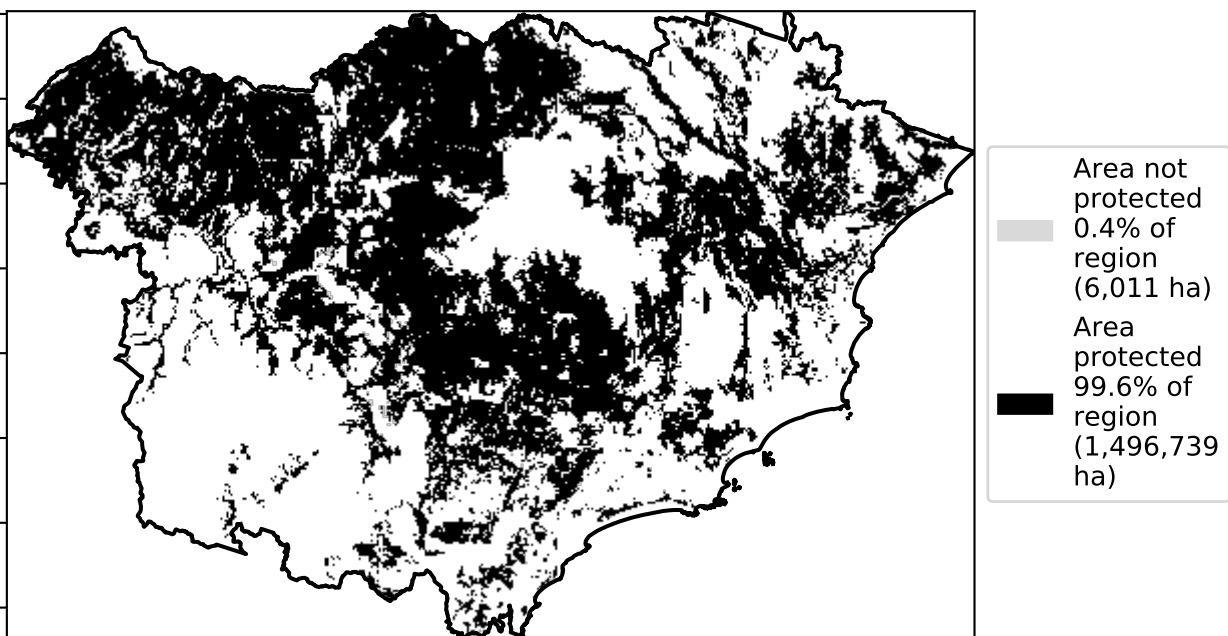 Area not
protected
0.4% of
region
(6,011 ha)
Area
protected
99.6% of
region
(1,496,739
ha)